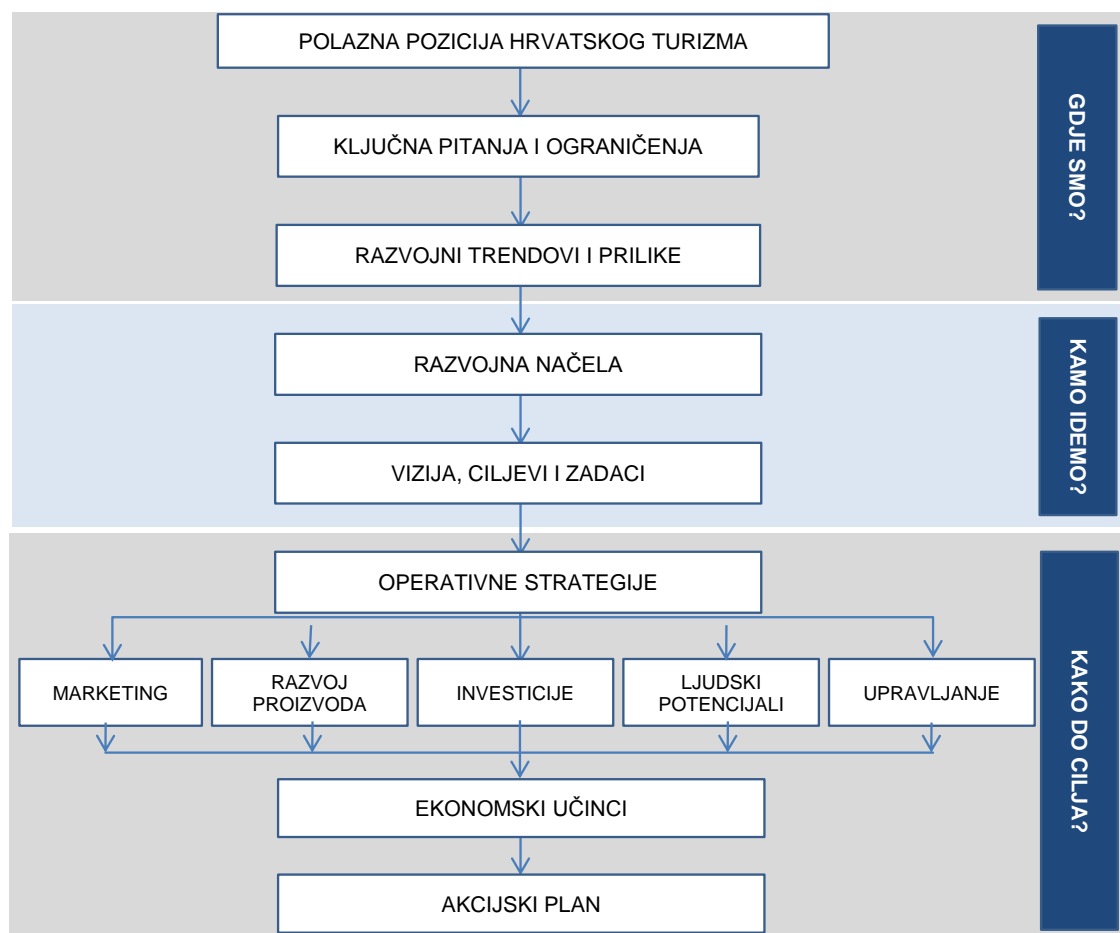 POLAZNA POZICIJA HRVATSKOG TURIZMA
KLJUČNA PITANJA I OGRANIČENJA
RAZVOJNI TRENDOVI I PRILIKE
GDJE SMO?
RAZVOJNA NAČELA
VIZIJA, CILJEVI I ZADACI
KAMO IDEMO?
OPERATIVNE STRATEGIJE
MARKETING
RAZVOJ
PROIZVODA
INVESTICIJE
LJUDSKI
POTENCIJALI
UPRAVLJANJE
EKONOMSKI UČINCI
AKCIJSKI PLAN
KAKO DO CILJA?